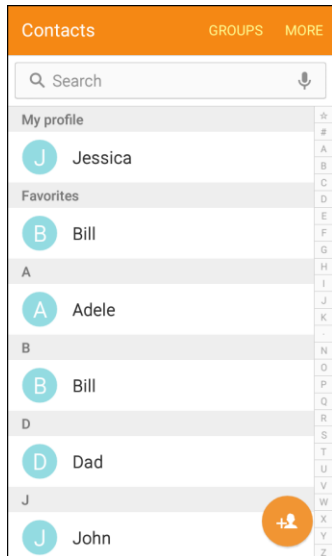 Contacts GROUPS MORE
Search
My profile
J Jessica
Favorites
B Bill
A
A Adele
B
B Bill
D
D Dad
J
J John
#
A
B
C
D
E
F
G
H
I
J
K
.
N
O
P
Q
R
S
T
U
V
W
X
Y
Z